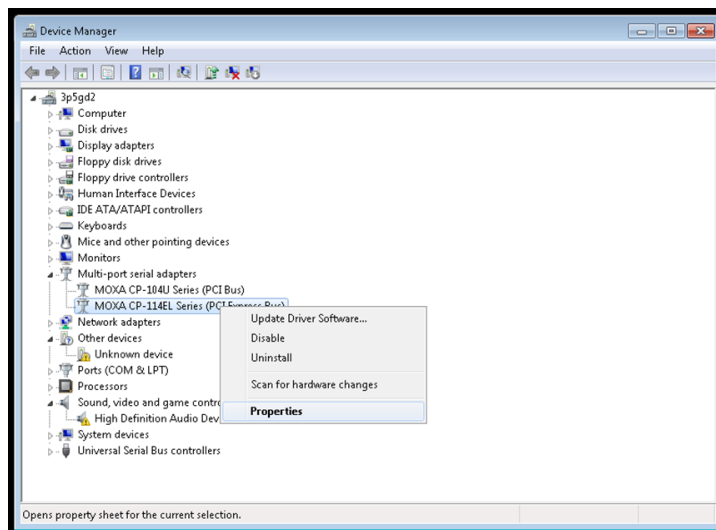 Device Manager
File Action View Help
3p5gd2
Computer
Disk drives
Display adapters
Floppy disk drives
Floppy drive controllers
Human Interface Devices
IDE ATA/ATAPI controllers
Keyboards
Mice and other pointing devices
Monitors
Multi-port serial adapters
MOXA CP-104U Series (PCI Bus)
MOXA CP-114EL Series (PCI Express Bus)
Update Driver Software...
Disable
Uninstall
Scan for hardware changes
Properties
Network adapters
Other devices
Unknown device
Ports (COM & LPT)
Processors
Sound, video and game contro
High Definition Audio Dev
System devices
Universal Serial Bus controllers
Opens property sheet for the current selection.